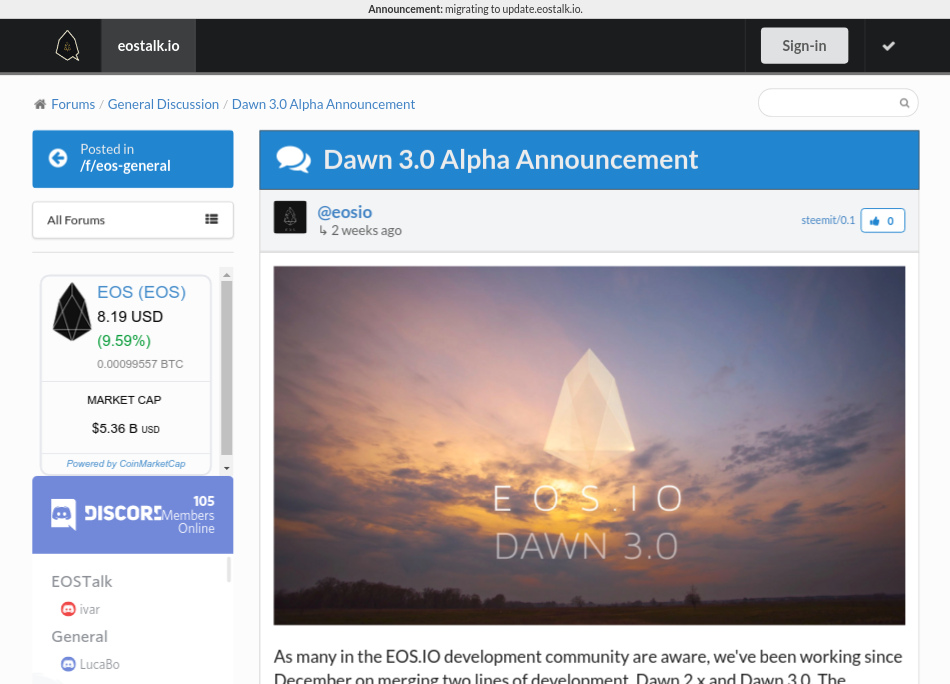 Announcement: migrating to update.eostalk.io.
eostalk.io
Sign-in
Forums / General Discussion / Dawn 3.0 Alpha Announcement
Posted in
/f/eos-general
All Forums
EOS (EOS)
8.19 USD
(9.59%)
0.00099557 BTC
MARKET CAP
$5.36 B USD
Powered by CoinMarketCap
DISCORD
105
Members
Online
EOSTalk
ivar
General
LucaBo
Dawn 3.0 Alpha Announcement
@eosio
↳ 2 weeks ago
steemit/0.1
0
EOS.IO
DAWN 3.0
As many in the EOS.IO development community are aware, we've been working since
December on merging two lines of development, Dawn 2.x and Dawn 3.0. The